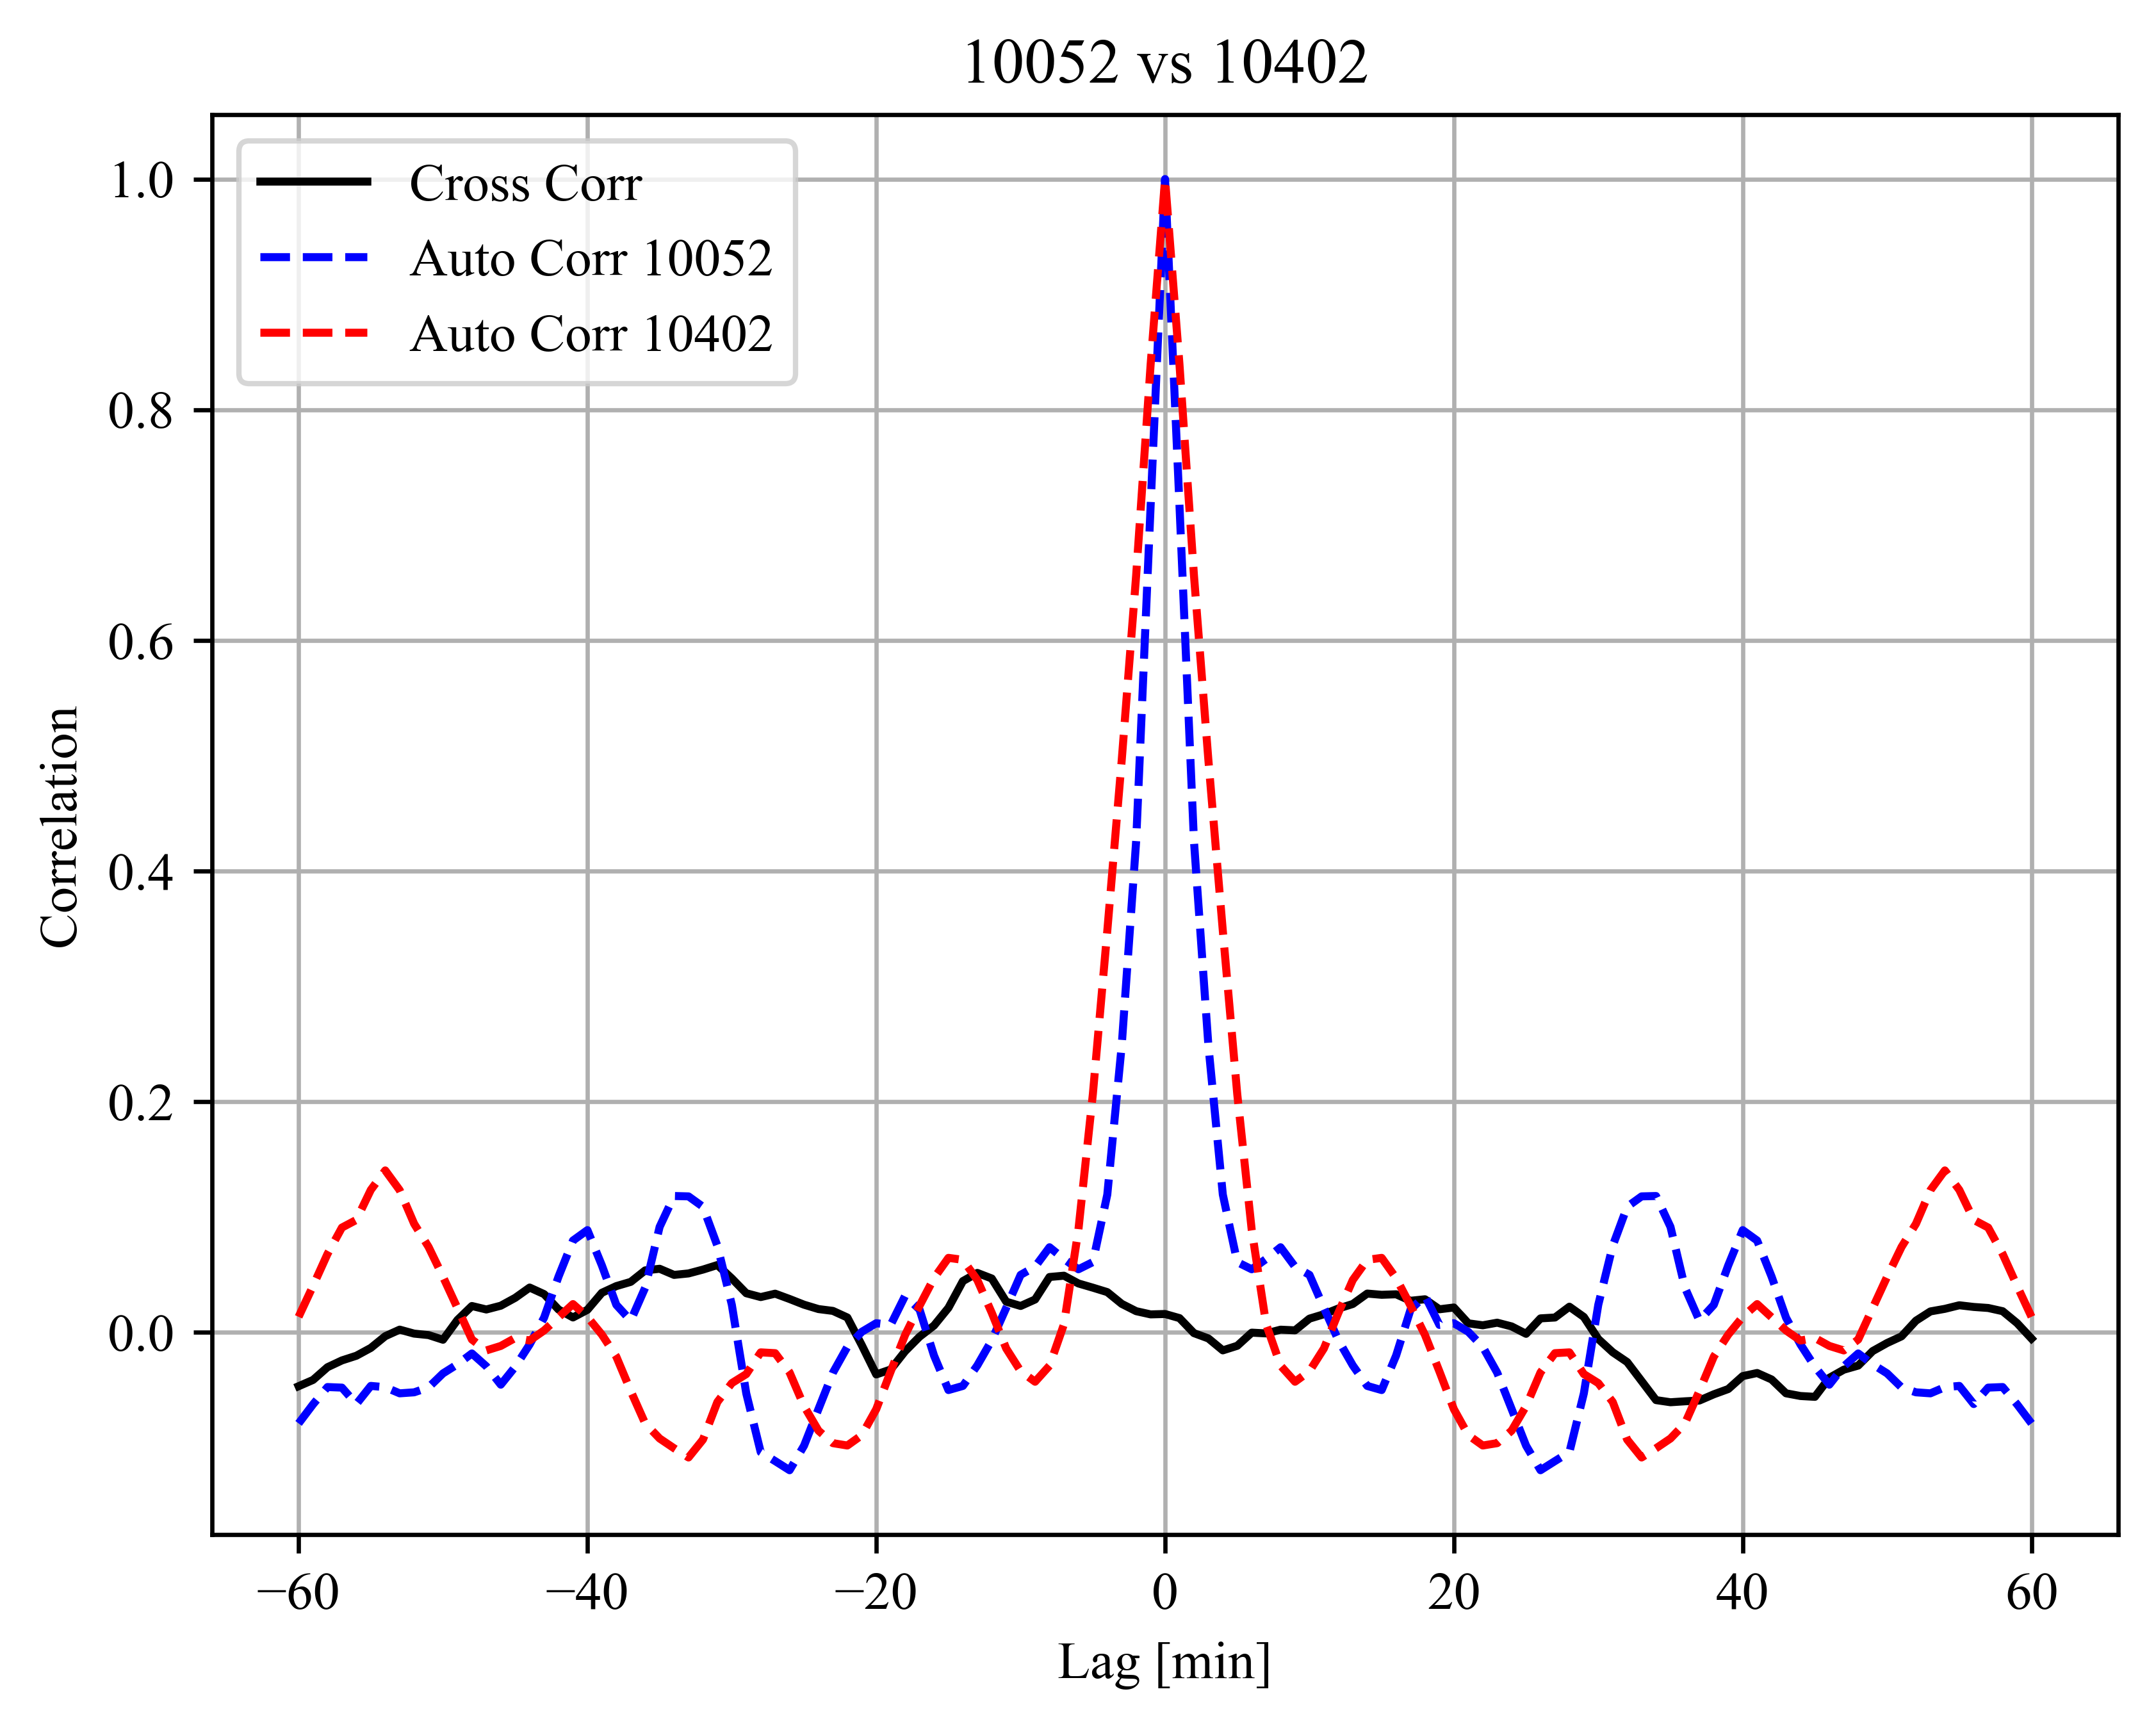 10052 vs 10402
Cross Corr
Auto Corr 10052
Auto Corr 10402
1.0
0.8
0.6
0.4
0.2
0.0
Correlation
−60 −40 −20 0 20 40 60
Lag [min]